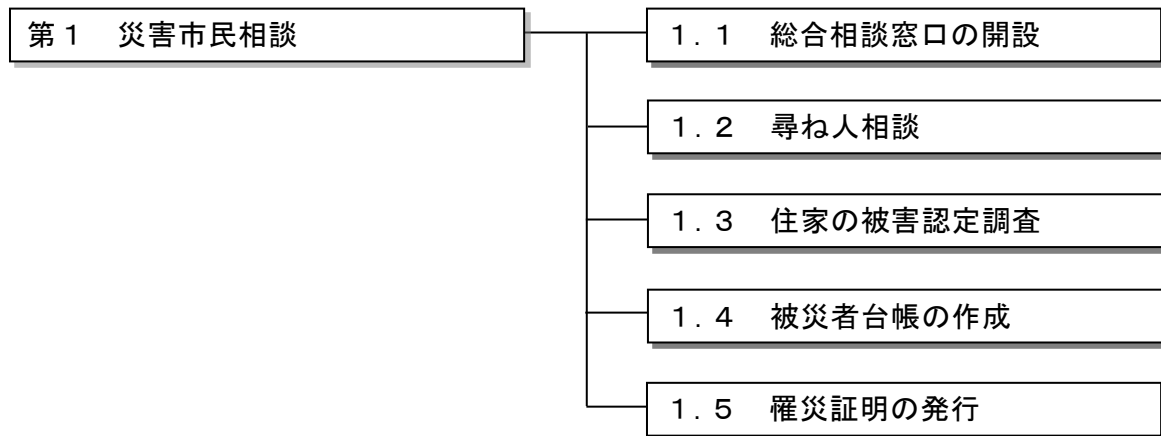 第１　災害市民相談
１．１　総合相談窓口の開設
１．２　尋ね人相談
１．３　住家の被害認定調査
１．４　被災者台帳の作成
１．５　罹災証明の発行